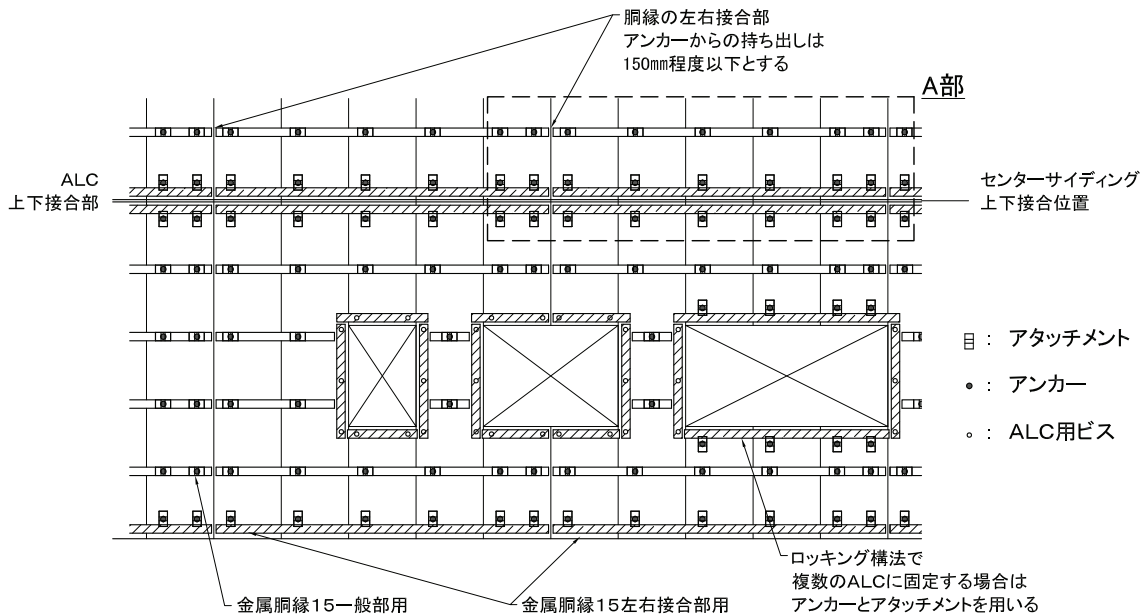 胴縁の左右接合部
アンカーからの持ち出しは
150㎜程度以下とする
A部
ALC
上下接合部
センターサイディング
上下接合位置
： アタッチメント
： アンカー
： ALC用ビス
ロッキング構法で
複数のALCに固定する場合は
アンカーとアタッチメントを用いる
金属胴縁15一般部用
金属胴縁15左右接合部用